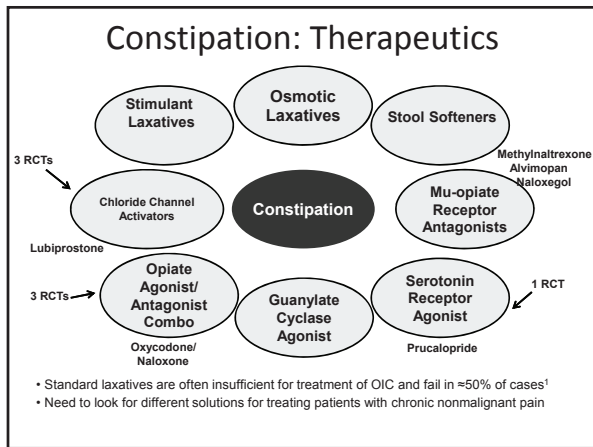 Constipation: Therapeutics
Stimulant
Laxatives
Osmotic
Laxatives
Stool Softeners
3 RCTs
Methylnaltrexone
Alvimopan
Naloxegol
Chloride Channel
Activators
Constipation
Mu-opiate
Receptor
Antagonists
Lubiprostone
3 RCTs
Opiate
Agonist/
Antagonist
Combo
Oxycodone/
Naloxone
Guanylate
Cyclase
Agonist
Serotonin
Receptor
Agonist
1 RCT
Prucalopride
• Standard laxatives are often insufficient for treatment of OIC and fail in ≈50% of cases¹
• Need to look for different solutions for treating patients with chronic nonmalignant pain